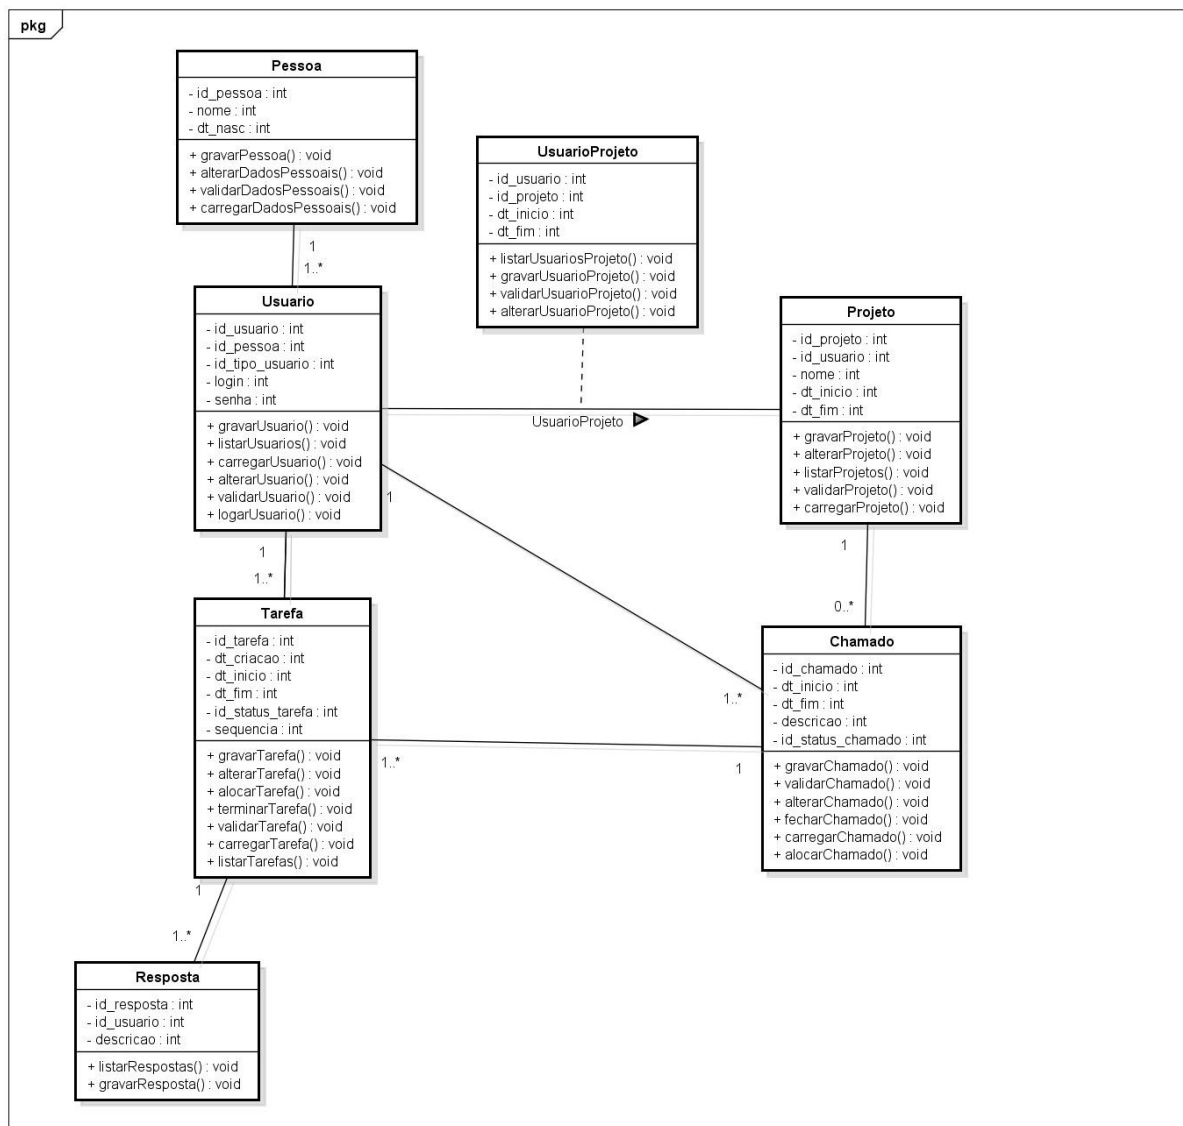 pkg
Pessoa
- id_pessoa : int
- nome : int
- dt_nasc : int
+ gravarPessoa() : void
+ alterarDadosPessoais() : void
+ validarDadosPessoais() : void
+ carregarDadosPessoais() : void
1
1..*
UsuarioProjeto
- id_usuario : int
- id_projeto : int
- dt_inicio : int
- dt_fim : int
+ listarUsuariosProjeto() : void
+ gravarUsuarioProjeto() : void
+ validarUsuarioProjeto() : void
+ alterarUsuarioProjeto() : void
Usuario
- id_usuario : int
- id_pessoa : int
- id_tipo_usuario : int
- login : int
- senha : int
+ gravarUsuario() : void
+ listarUsuarios() : void
+ carregarUsuario() : void
+ alterarUsuario() : void
+ validarUsuario() : void
+ logarUsuario() : void
UsuarioProjeto
Projeto
- id_projeto : int
- id_usuario : int
- nome : int
- dt_inicio : int
- dt_fim : int
+ gravarProjeto() : void
+ alterarProjeto() : void
+ listarProjetos() : void
+ validarProjeto() : void
+ carregarProjeto() : void
1
1
1..*
1
0..*
Tarefa
- id_tarefa : int
- dt_criacao : int
- dt_inicio : int
- dt_fim : int
- id_status_tarefa : int
- sequencia : int
+ gravarTarefa() : void
+ alterarTarefa() : void
+ alocarTarefa() : void
+ terminarTarefa() : void
+ validarTarefa() : void
+ carregarTarefa() : void
+ listarTarefas() : void
1..*
1..*
1
Chamado
- id_chamado : int
- dt_inicio : int
- dt_fim : int
- descricao : int
- id_status_chamado : int
+ gravarChamado() : void
+ validarChamado() : void
+ alterarChamado() : void
+ fecharChamado() : void
+ carregarChamado() : void
+ alocarChamado() : void
1
1..*
Resposta
- id_resposta : int
- id_usuario : int
- descricao : int
+ listarRespostas() : void
+ gravarResposta() : void